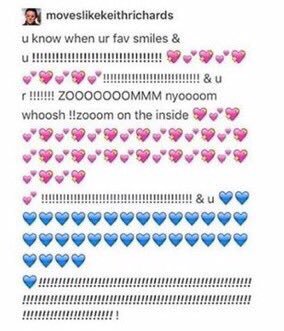 moveslikekeithrichards
u know when ur fav smiles &
u !!!!!!!!!!!!!!!!!!!!!!!!!!!!!!!! 💖💕💕💖
💕💖💕💖💕!!!!!!!!!!!!!!!!!!!!!!!!!!!! & u
r !!!!!!! ZOOOOOOOMMM nyoooom
whoosh !!zooom on the inside 💖💕💖
💕💖💕💖💕💖💕💖💕💖💕💖💕💖
💕💖💕💖💕💖💕💖💕💖💕💖💕💖
💕💖💕💖
💕 !!!!!!!!!!!!!!!!!!!!!!!!!!!!!!!!!!!!!!!!!!!! & u 💙💙
💙💙💙💙💙💙💙💙💙💙💙💙💙💙
💙💙💙💙💙💙💙💙💙💙💙💙💙💙
💙💙💙💙
💙!!!!!!!!!!!!!!!!!!!!!!!!!!!!!!!!!!!!!!!!!!!!!!!!!!!!!!!!
!!!!!!!!!!!!!!!!!!!!!!!!!!!!!!!!!!!!!!!!!!!!!!!!!!!!!!!!!!!!
!!!!!!!!!!!!!!!!!!!!!!!! !